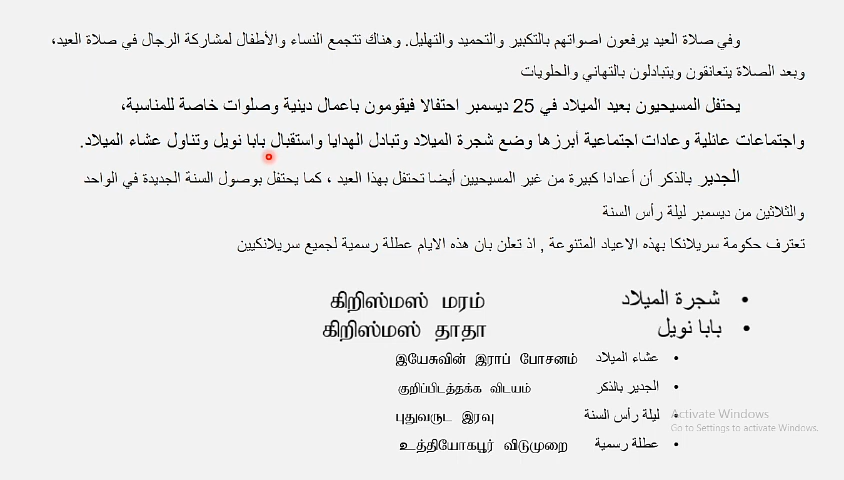 وفي صلاة العيد يرفعون اصواتهم بالتكبير والتحميد والتهليل. وهناك تتجمع النساء والأطفال لمشاركة الرجال في صلاة العيد،
وبعد الصلاة يتعانقون ويتبادلون بالتهاني والحلويات
يحتفل المسيحيون بعيد الميلاد في 25 ديسمبر احتفالا فيقومون باعمال دينية وصلوات خاصة للمناسبة،
واجتماعات عائلية وعادات اجتماعية أبرزها وضع شجرة الميلاد وتبادل الهدايا واستقبال بابا نويل وتناول عشاء الميلاد.
الجدير بالذكر أن أعدادا كبيرة من غير المسيحيين أيضا تحتفل بهذا العيد ، كما يحتفل بوصول السنة الجديدة في الواحد
والثلاثين من ديسمبر ليلة رأس السنة
تعترف حكومة سريلانكا بهذه الاعياد المتنوعة , اذ تعلن بان هذه الايام عطلة رسمية لجميع سريلانكيين
• شجرة الميلاد கிறிஸ்மஸ் மரம்
• بابا نويل கிறிஸ்மஸ் தாதா
• عشاء الميلاد இயேசுவின் இராப் போசனம்
• الجدير بالذكر குறிப்பிடத்தக்க விடயம்
• ليلة رأس السنة புதுவருட இரவு
• عطلة رسمية உத்தியோகபூர் விடுமுறை
Activate Windows
Go to Settings to activate Windows.